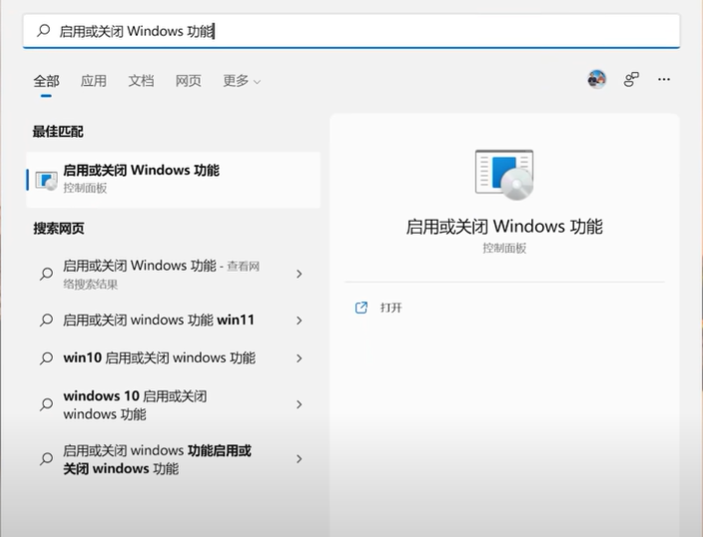 启用或关闭 Windows 功能
全部 应用 文档 网页 更多
最佳匹配
启用或关闭 Windows 功能
控制面板
搜索网页
启用或关闭 Windows 功能 - 查看网
络搜索结果
启用或关闭 windows 功能 win11
win10 启用或关闭 windows 功能
windows 10 启用或关闭
windows 功能
启用或关闭 windows 功能启用或
关闭 windows 功能
启用或关闭 Windows 功能
控制面板
打开